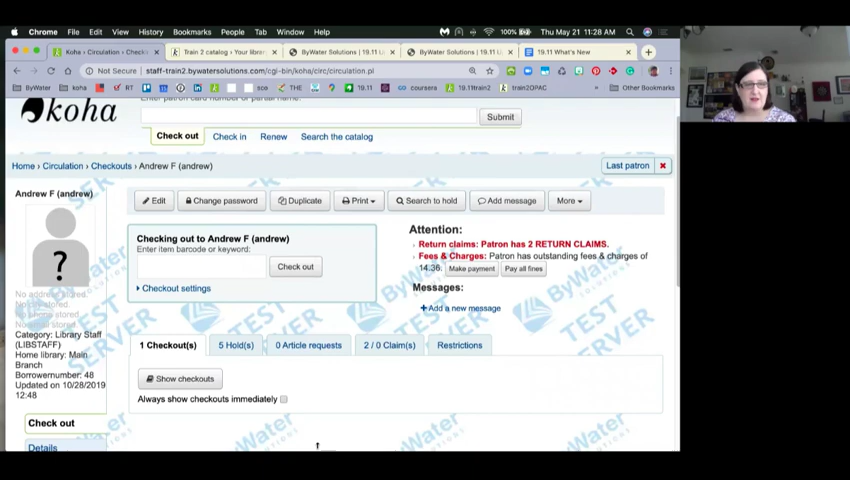 Chrome File Edit View History Bookmarks People Tab Window Help 100% Thu May 21 11:28 AM
Koha › Circulation › Check
Train 2 catalog › Your librar
ByWater Solutions | 19.11 U
ByWater Solutions | 19.11 U
19.11 What's New
Not Secure | staff-train2.bywatersolutions.com/cgi-bin/koha/circ/circulation.pl
ByWater koha RT sco THE 19.11 coursera 19.11train2 train2OPAC Other Bookmarks
koha
Enter patron card number or partial name:
Submit
Check out Check in Renew Search the catalog
Home › Circulation › Checkouts › Andrew F (andrew)
Last patron
Andrew F (andrew)
?
No address stored.
Category: Library Staff
(LIBSTAFF)
Home library: Main
Branch
Borrowernumber: 48
Updated on 10/28/2019
12:48
Check out
Details
Edit Change password Duplicate Print Search to hold Add message More
Checking out to Andrew F (andrew)
Enter item barcode or keyword:
Check out
Checkout settings
Attention:
Return claims: Patron has 2 RETURN CLAIMS.
Fees & Charges: Patron has outstanding fees & charges of
14.36. Make payment Pay all fines
Messages:
Add a new message
1 Checkout(s) 5 Hold(s) 0 Article requests 2 / 0 Claim(s) Restrictions
Show checkouts
Always show checkouts immediately
ByWater
SOLUTIONS
TEST
SERVER